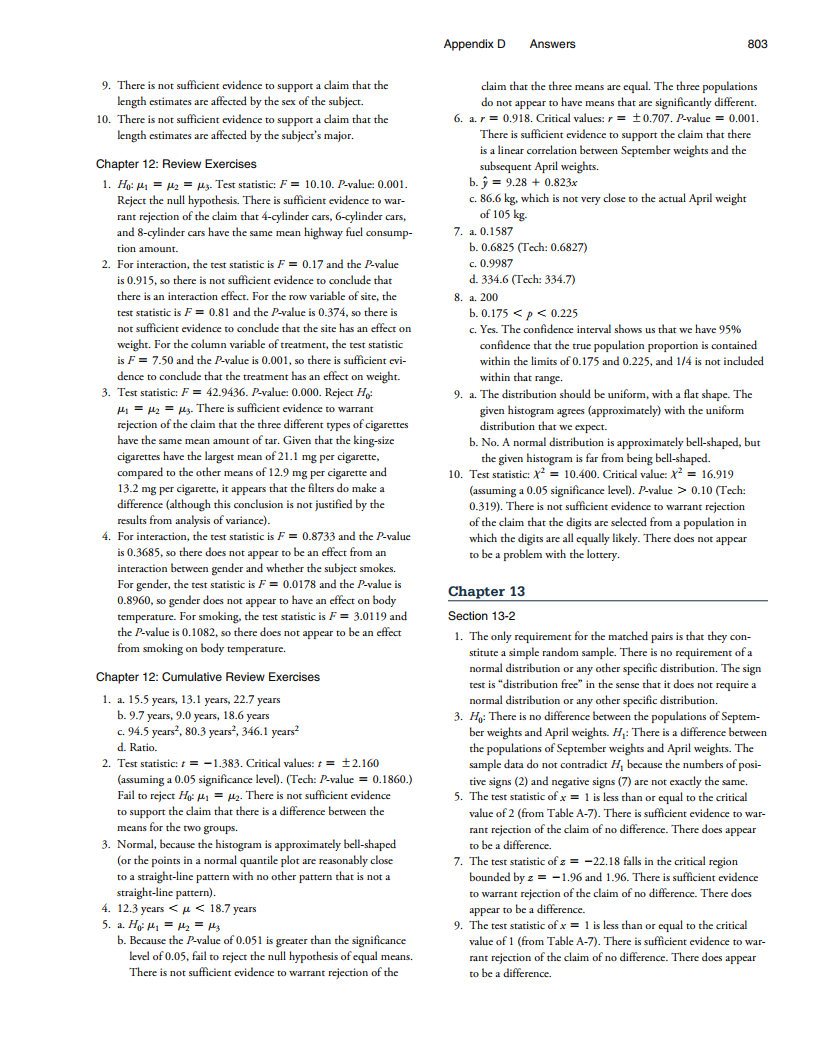 Appendix D Answers 803
9. There is not sufficient evidence to support a claim that the
length estimates are affected by the sex of the subject.
10. There is not sufficient evidence to support a claim that the
length estimates are affected by the subject's major.
Chapter 12: Review Exercises
1. H₀: μ₁ = μ₂ = μ₃. Test statistic: F = 10.10. P-value: 0.001.
Reject the null hypothesis. There is sufficient evidence to war-
rant rejection of the claim that 4-cylinder cars, 6-cylinder cars,
and 8-cylinder cars have the same mean highway fuel consump-
tion amount.
2. For interaction, the test statistic is F = 0.17 and the P-value
is 0.915, so there is not sufficient evidence to conclude that
there is an interaction effect. For the row variable of site, the
test statistic is F = 0.81 and the P-value is 0.374, so there is
not sufficient evidence to conclude that the site has an effect on
weight. For the column variable of treatment, the test statistic
is F = 7.50 and the P-value is 0.001, so there is sufficient evi-
dence to conclude that the treatment has an effect on weight.
3. Test statistic: F = 42.9436. P-value: 0.000. Reject H₀:
μ₁ = μ₂ = μ₃. There is sufficient evidence to warrant
rejection of the claim that the three different types of cigarettes
have the same mean amount of tar. Given that the king-size
cigarettes have the largest mean of 21.1 mg per cigarette,
compared to the other means of 12.9 mg per cigarette and
13.2 mg per cigarette, it appears that the filters do make a
difference (although this conclusion is not justified by the
results from analysis of variance).
4. For interaction, the test statistic is F = 0.8733 and the P-value
is 0.3685, so there does not appear to be an effect from an
interaction between gender and whether the subject smokes.
For gender, the test statistic is F = 0.0178 and the P-value is
0.8960, so gender does not appear to have an effect on body
temperature. For smoking, the test statistic is F = 3.0119 and
the P-value is 0.1082, so there does not appear to be an effect
from smoking on body temperature.
Chapter 12: Cumulative Review Exercises
1. a. 15.5 years, 13.1 years, 22.7 years
b. 9.7 years, 9.0 years, 18.6 years
c. 94.5 years², 80.3 years², 346.1 years²
d. Ratio.
2. Test statistic: t = −1.383. Critical values: t = ±2.160
(assuming a 0.05 significance level). (Tech: P-value = 0.1860.)
Fail to reject H₀: μ₁ = μ₂. There is not sufficient evidence
to support the claim that there is a difference between the
means for the two groups.
3. Normal, because the histogram is approximately bell-shaped
(or the points in a normal quantile plot are reasonably close
to a straight-line pattern with no other pattern that is not a
straight-line pattern).
4. 12.3 years < μ < 18.7 years
5. a. H₀: μ₁ = μ₂ = μ₃
b. Because the P-value of 0.051 is greater than the significance
level of 0.05, fail to reject the null hypothesis of equal means.
There is not sufficient evidence to warrant rejection of the
claim that the three means are equal. The three populations
do not appear to have means that are significantly different.
6. a. r = 0.918. Critical values: r = ±0.707. P-value = 0.001.
There is sufficient evidence to support the claim that there
is a linear correlation between September weights and the
subsequent April weights.
b. ŷ = 9.28 + 0.823x
c. 86.6 kg, which is not very close to the actual April weight
of 105 kg.
7. a. 0.1587
b. 0.6825 (Tech: 0.6827)
c. 0.9987
d. 334.6 (Tech: 334.7)
8. a. 200
b. 0.175 < p < 0.225
c. Yes. The confidence interval shows us that we have 95%
confidence that the true population proportion is contained
within the limits of 0.175 and 0.225, and 1/4 is not included
within that range.
9. a. The distribution should be uniform, with a flat shape. The
given histogram agrees (approximately) with the uniform
distribution that we expect.
b. No. A normal distribution is approximately bell-shaped, but
the given histogram is far from being bell-shaped.
10. Test statistic: χ² = 10.400. Critical value: χ² = 16.919
(assuming a 0.05 significance level). P-value > 0.10 (Tech:
0.319). There is not sufficient evidence to warrant rejection
of the claim that the digits are selected from a population in
which the digits are all equally likely. There does not appear
to be a problem with the lottery.
Chapter 13
Section 13-2
1. The only requirement for the matched pairs is that they con-
stitute a simple random sample. There is no requirement of a
normal distribution or any other specific distribution. The sign
test is "distribution free" in the sense that it does not require a
normal distribution or any other specific distribution.
3. H₀: There is no difference between the populations of Septem-
ber weights and April weights. H₁: There is a difference between
the populations of September weights and April weights. The
sample data do not contradict H₁ because the numbers of posi-
tive signs (2) and negative signs (7) are not exactly the same.
5. The test statistic of x = 1 is less than or equal to the critical
value of 2 (from Table A-7). There is sufficient evidence to war-
rant rejection of the claim of no difference. There does appear
to be a difference.
7. The test statistic of z = −22.18 falls in the critical region
bounded by z = −1.96 and 1.96. There is sufficient evidence
to warrant rejection of the claim of no difference. There does
appear to be a difference.
9. The test statistic of x = 1 is less than or equal to the critical
value of 1 (from Table A-7). There is sufficient evidence to war-
rant rejection of the claim of no difference. There does appear
to be a difference.